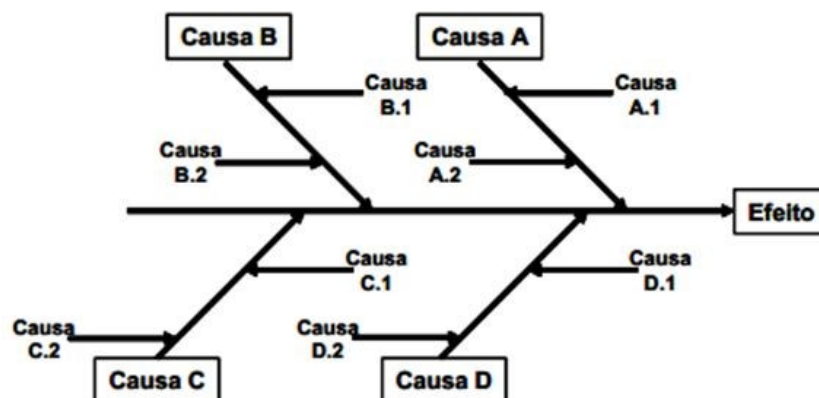 Causa B
Causa A
Causa
B.1
Causa
A.1
Causa
B.2
Causa
A.2
Efeito
Causa
C.1
Causa
D.1
Causa
C.2
Causa
D.2
Causa C
Causa D